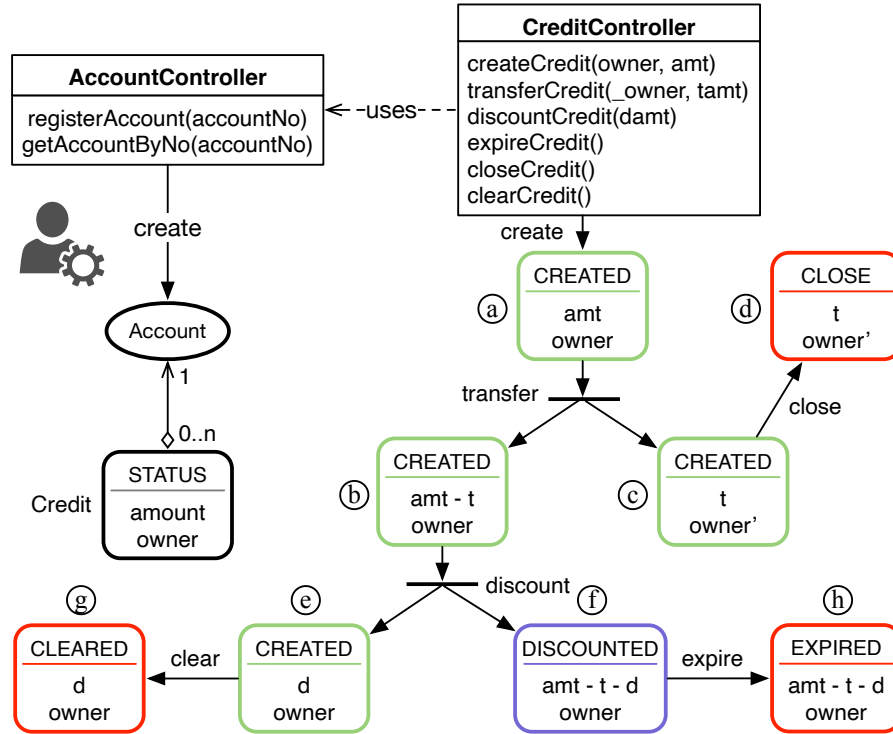 CreditController
createCredit(owner, amt)
transferCredit(_owner, tamt)
discountCredit(damt)
expireCredit()
closeCredit()
clearCredit()
AccountController
registerAccount(accountNo)
getAccountByNo(accountNo)
uses
create
create
Account
1
0..n
Credit
STATUS
amount
owner
a
CREATED
amt
owner
d
CLOSE
t
owner’
transfer
close
b
CREATED
amt - t
owner
c
CREATED
t
owner’
discount
g
CLEARED
d
owner
clear
e
CREATED
d
owner
f
DISCOUNTED
amt - t - d
owner
expire
h
EXPIRED
amt - t - d
owner